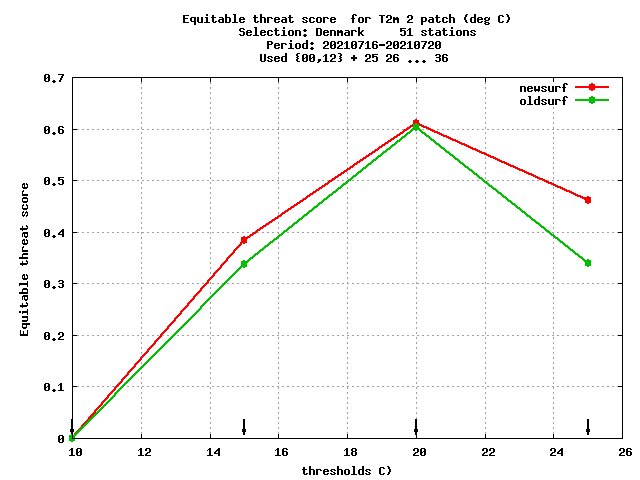 Equitable threat score  for T2m 2 patch (deg C)
Selection: Denmark     51 stations
Period: 20210716-20210720
Used {00,12} + 25 26 ... 36
newsurf
oldsurf
Equitable threat score
0.7
0.6
0.5
0.4
0.3
0.2
0.1
0
10 12 14 16 18 20 22 24 26
thresholds C)